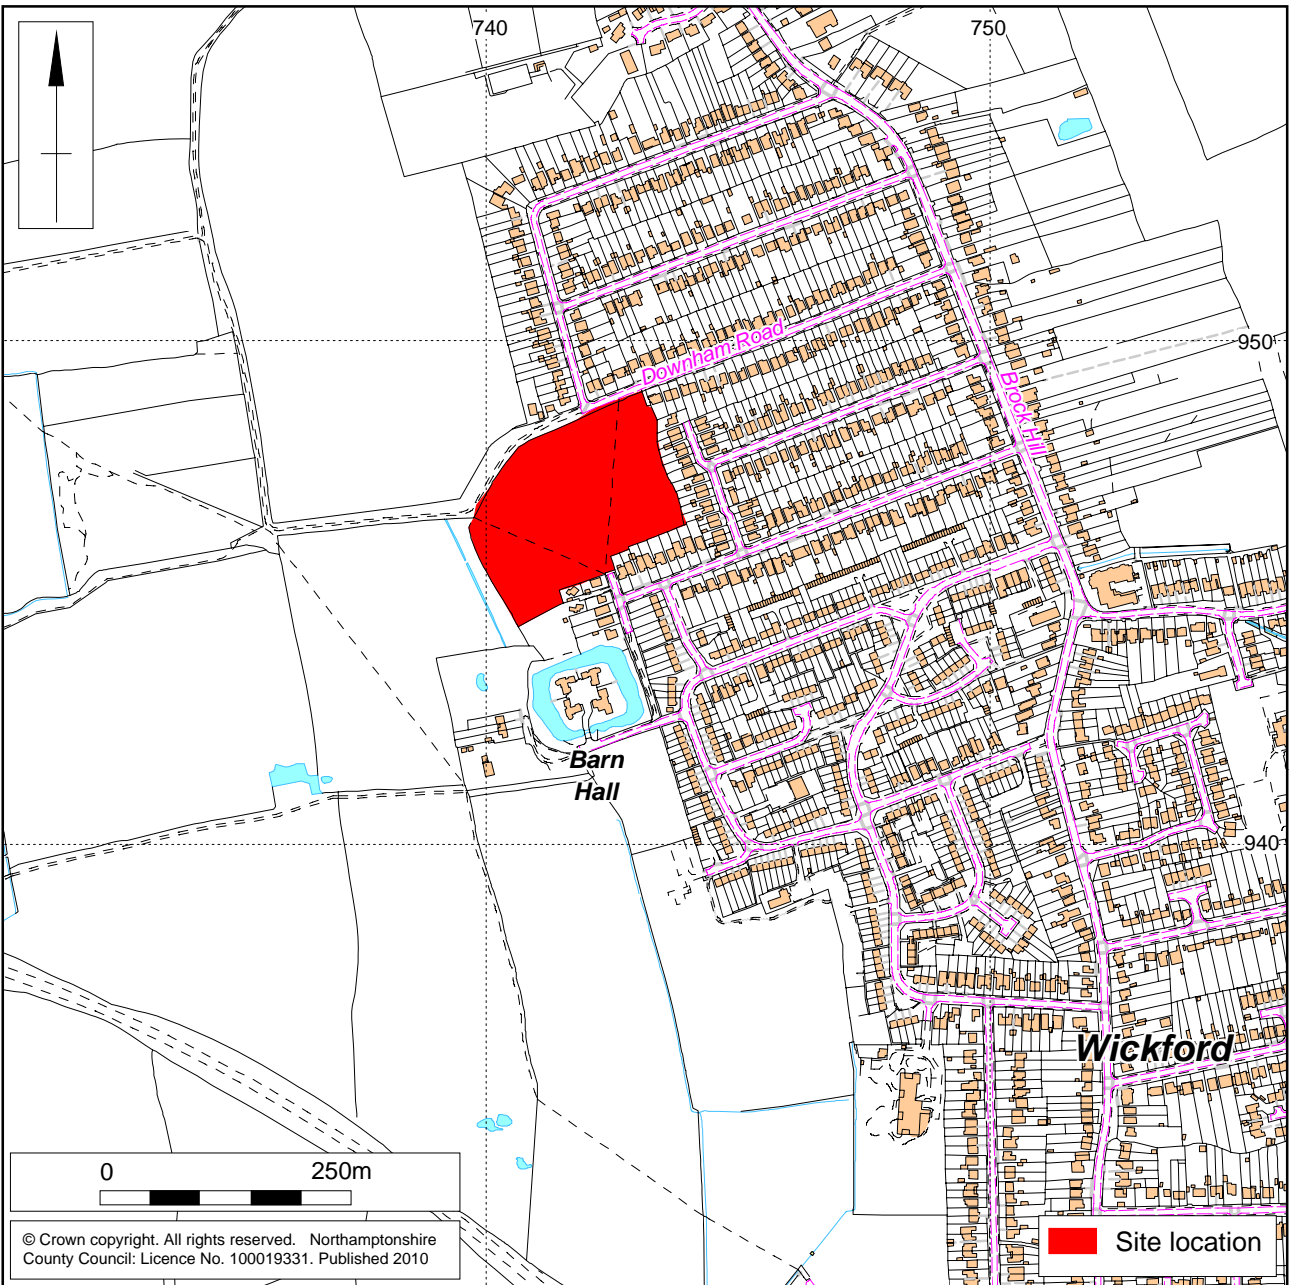 740
750
Downham Road
950
Brock Hill
Barn
Hall
940
Wickford
0 250m
© Crown copyright. All rights reserved. Northamptonshire
County Council: Licence No. 100019331. Published 2010
Site location